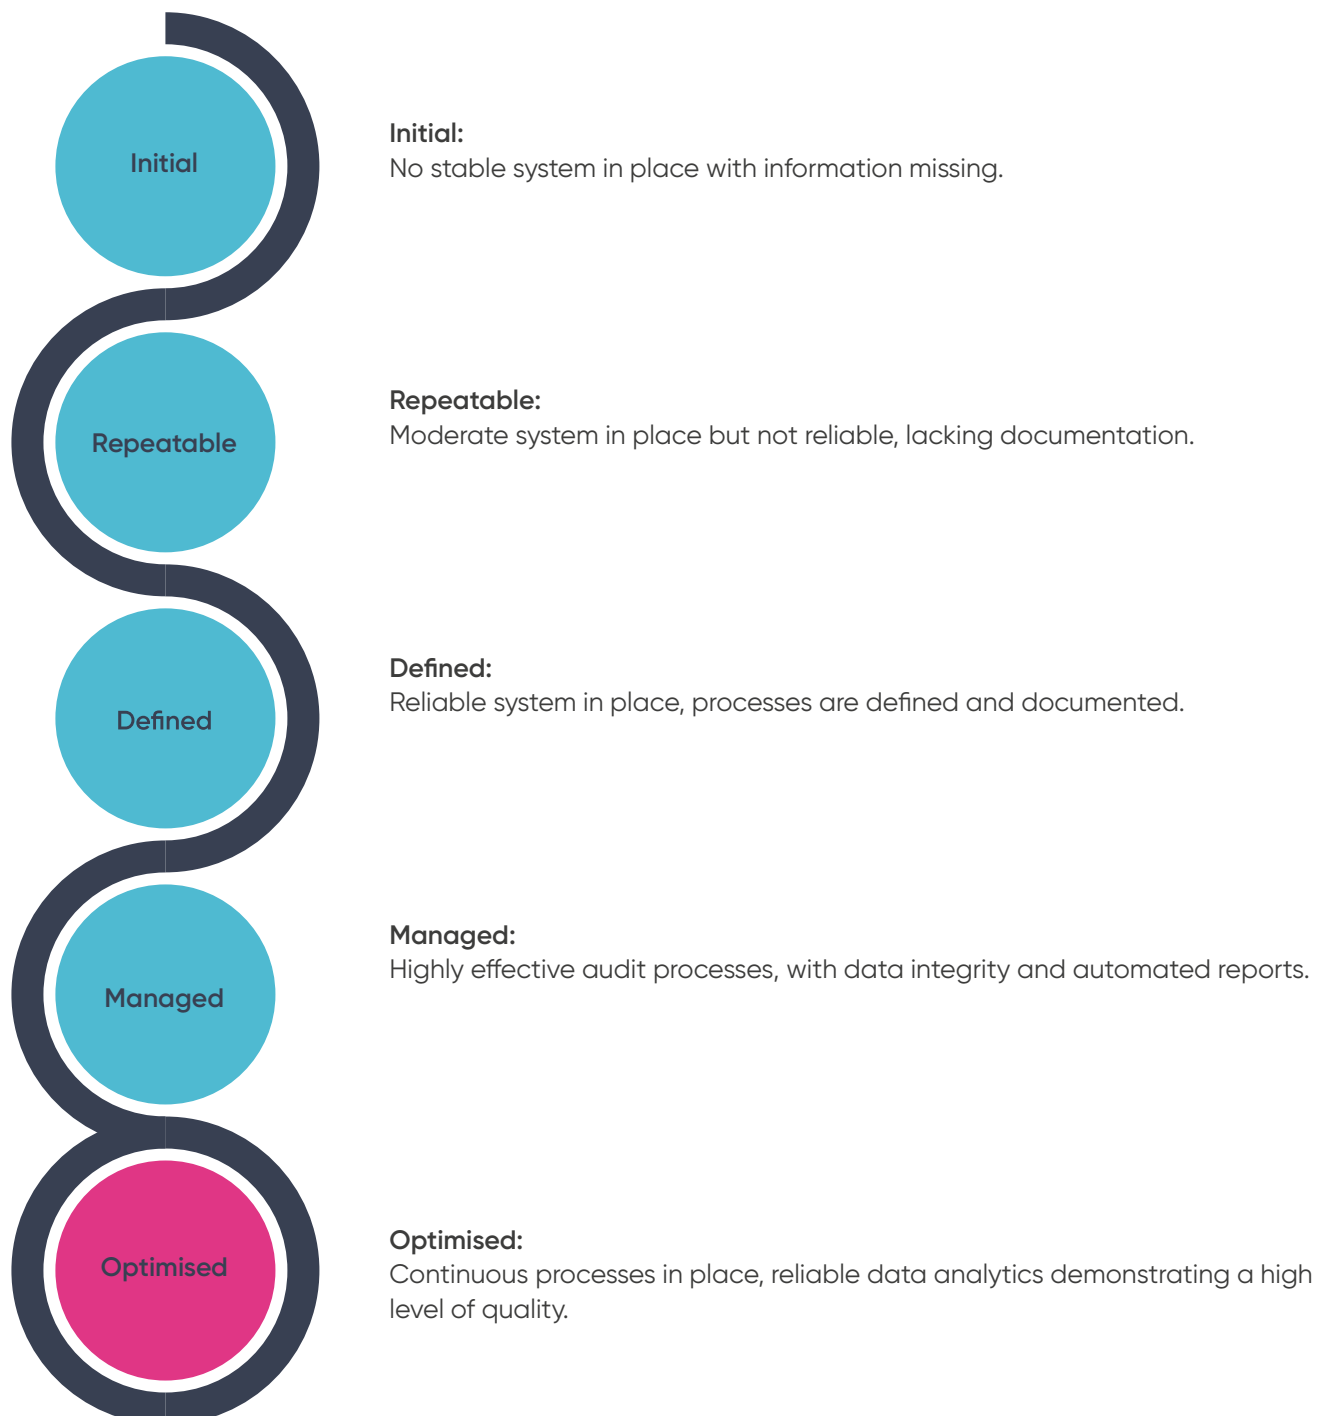 Initial
Initial:
No stable system in place with information missing.
Repeatable
Repeatable:
Moderate system in place but not reliable, lacking documentation.
Defined
Defined:
Reliable system in place, processes are defined and documented.
Managed
Managed:
Highly effective audit processes, with data integrity and automated reports.
Optimised
Optimised:
Continuous processes in place, reliable data analytics demonstrating a high
level of quality.